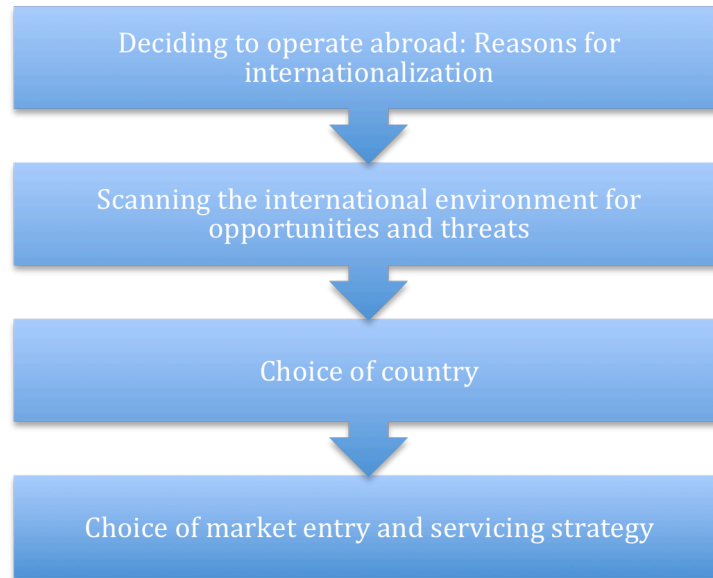 Deciding to operate abroad: Reasons for
internationalization
Scanning the international environment for
opportunities and threats
Choice of country
Choice of market entry and servicing strategy